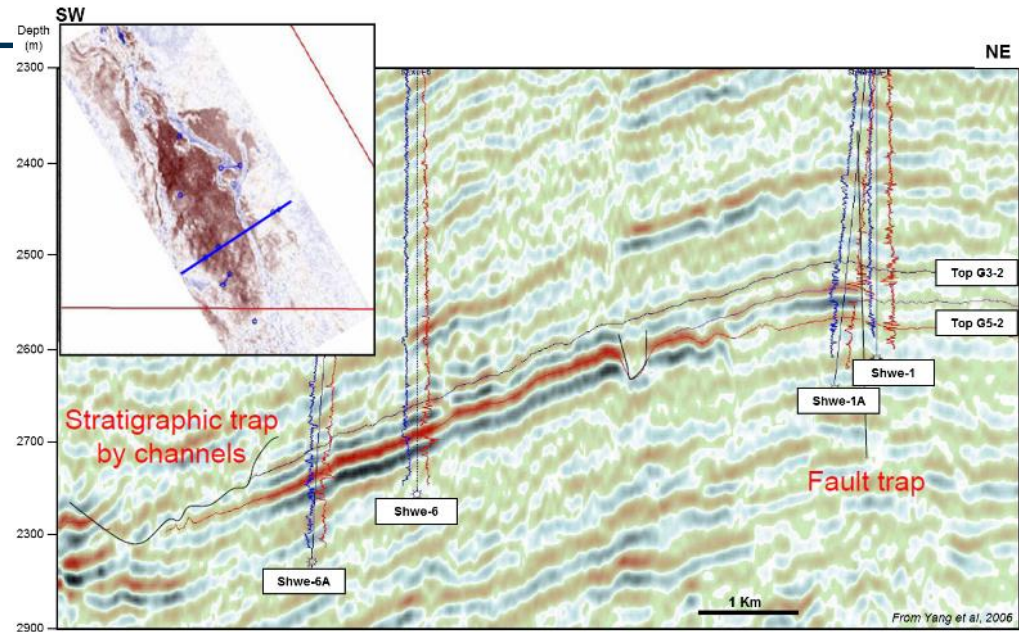 SW
Depth
(m)
NE
2300
2400
2500
Top G3-2
Top G5-2
2600
Shwe-1
Shwe-1A
Stratigraphic trap
by channels
2700
Fault trap
Shwe-6
2300
Shwe-6A
1 Km
From Yang et al, 2006
2900